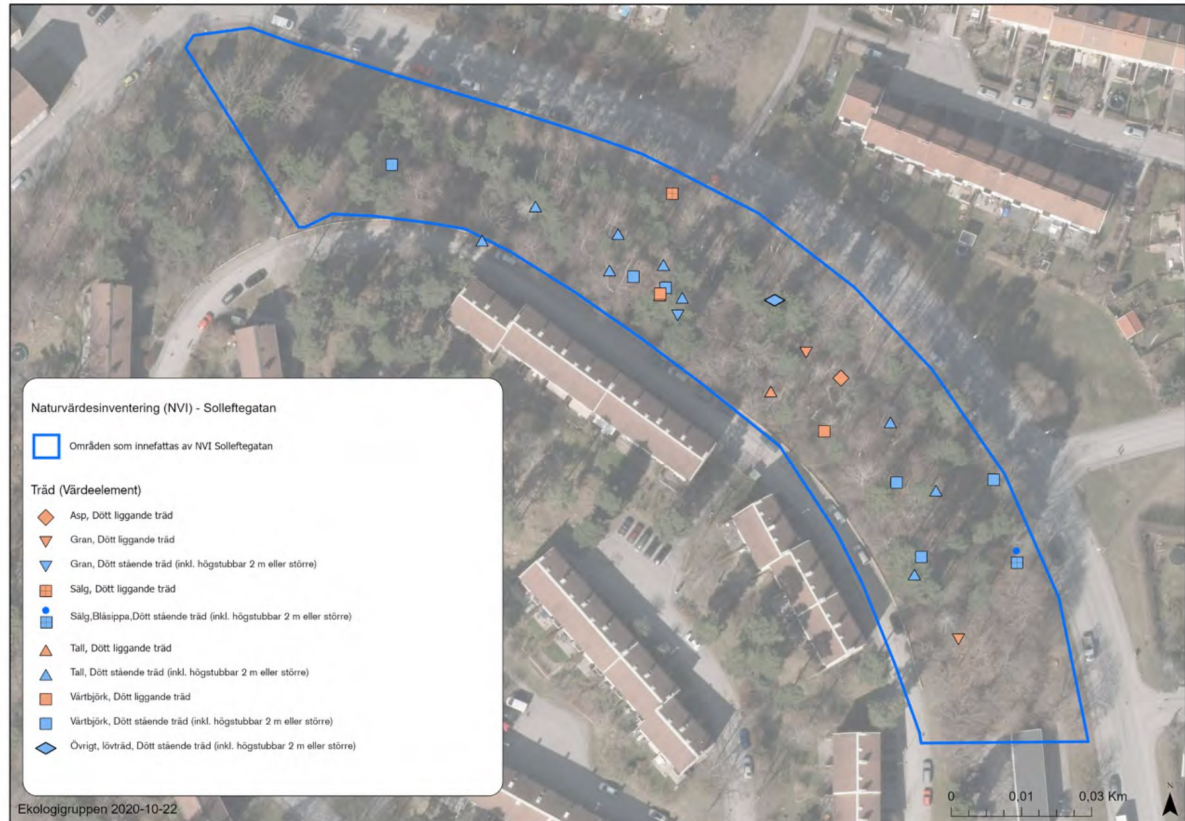 Naturvärdesinventering (NVI) - Solleftegatan
Områden som innefattas av NVI Solleftegatan
Träd (Värdeelement)
Asp, Dött liggande träd
Gran, Dött liggande träd
Gran, Dött stående träd (inkl. högstubbar 2 m eller större)
Sälg, Dött liggande träd
Sälg,Blåsippa,Dött stående träd (inkl. högstubbar 2 m eller större)
Tall, Dött liggande träd
Tall, Dött stående träd (inkl. högstubbar 2 m eller större)
Vårtbjörk, Dött liggande träd
Vårtbjörk, Dött stående träd (inkl. högstubbar 2 m eller större)
Övrigt, lövträd, Dött stående träd (inkl. högstubbar 2 m eller större)
Ekologigruppen 2020-10-22
0 0,01 0,03 Km
N